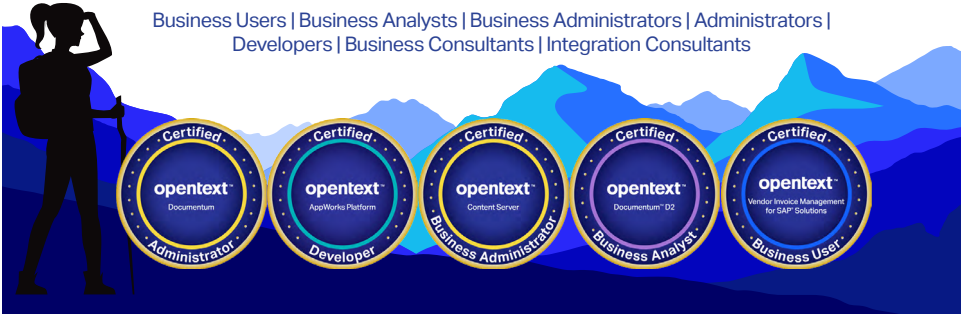 Business Users | Business Analysts | Business Administrators | Administrators |
Developers | Business Consultants | Integration Consultants
Certified
opentext™
Documentum
Administrator
Certified
opentext™
AppWorks Platform
Developer
Certified
opentext™
Content Server
Business Administrator
Certified
opentext™
Documentum™ D2
Business Analyst
Certified
opentext™
Vendor Invoice Management
for SAP® Solutions
Business User